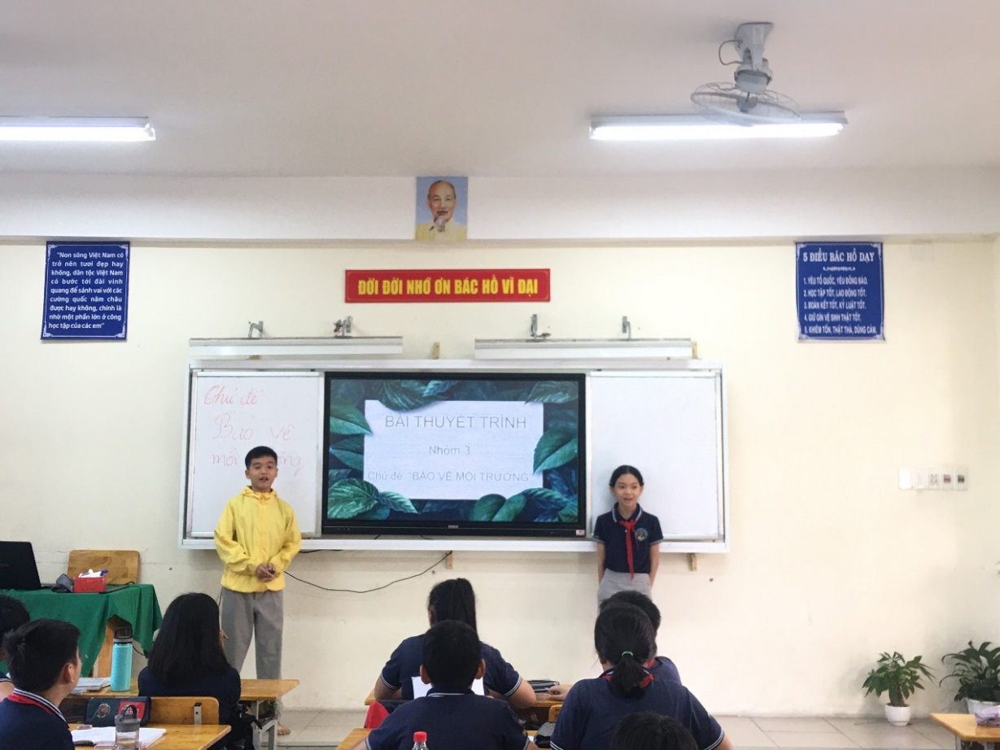 "Non sông Việt Nam có
trở nên tươi đẹp hay
không, dân tộc Việt Nam
có bước tới đài vinh
quang để sánh vai với các
cường quốc năm châu
được hay không, chính là
nhờ một phần lớn ở công
học tập của các em"
ĐỜI ĐỜI NHỚ ƠN BÁC HỒ VĨ ĐẠI
5 ĐIỀU BÁC HỒ DẠY
1. YÊU TỔ QUỐC, YÊU ĐỒNG BÀO.
2. HỌC TẬP TỐT, LAO ĐỘNG TỐT.
3. ĐOÀN KẾT TỐT, KỶ LUẬT TỐT.
4. GIỮ GÌN VỆ SINH THẬT TỐT.
5. KHIÊM TỐN, THẬT THÀ, DŨNG CẢM.
Chủ đề
Bảo vệ
BÀI THUYẾT TRÌNH
Nhóm 3
Chủ đề: "BẢO VỆ MÔI TRƯỜNG"